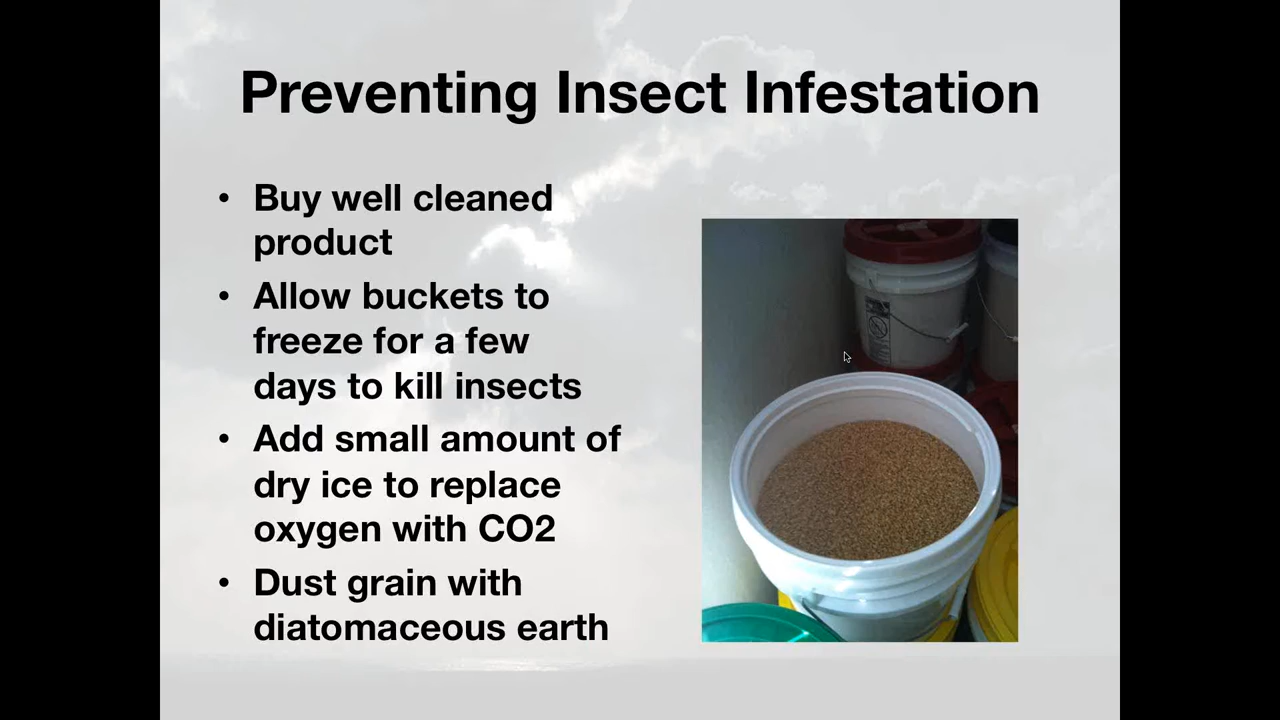 Preventing Insect Infestation
• Buy well cleaned
product
• Allow buckets to
freeze for a few
days to kill insects
• Add small amount of
dry ice to replace
oxygen with CO2
• Dust grain with
diatomaceous earth